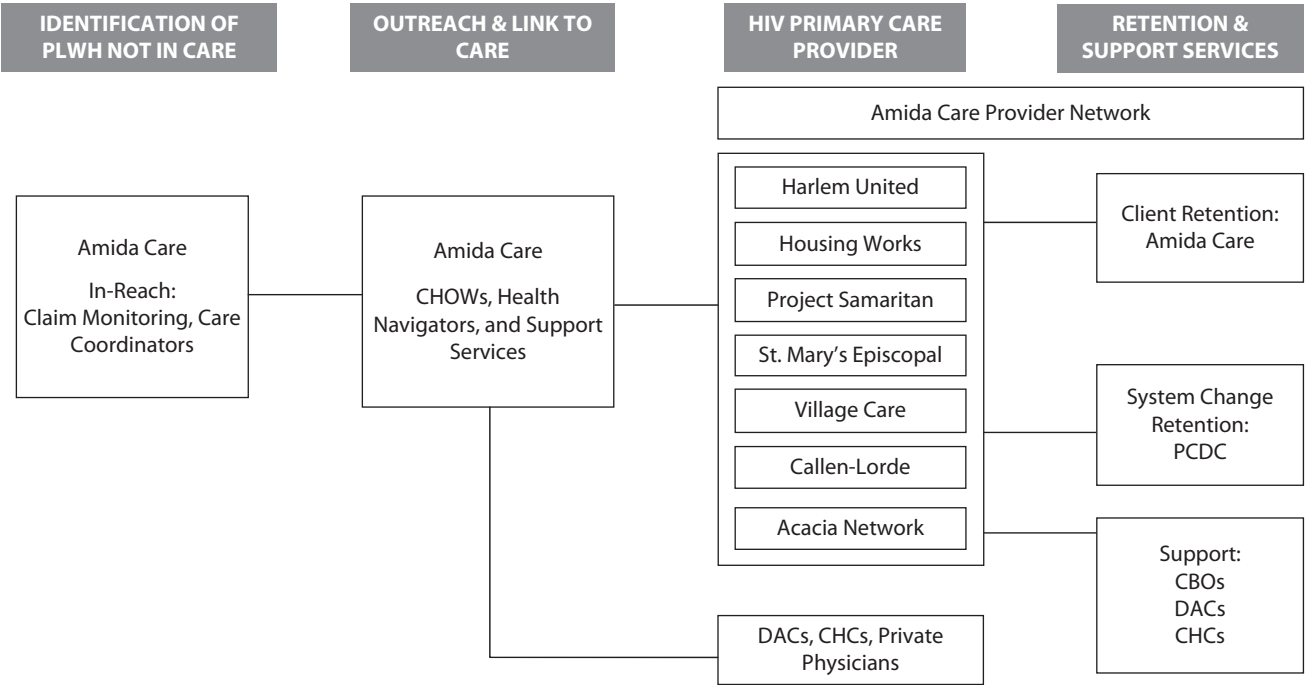 IDENTIFICATION OF
PLWH NOT IN CARE
OUTREACH & LINK TO
CARE
HIV PRIMARY CARE
PROVIDER
RETENTION &
SUPPORT SERVICES
Amida Care Provider Network
Amida Care
In-Reach:
Claim Monitoring, Care
Coordinators
Amida Care
CHOWs, Health
Navigators, and Support
Services
Harlem United
Housing Works
Project Samaritan
St. Mary’s Episcopal
Village Care
Callen-Lorde
Acacia Network
DACs, CHCs, Private
Physicians
Client Retention:
Amida Care
System Change
Retention:
PCDC
Support:
CBOs
DACs
CHCs